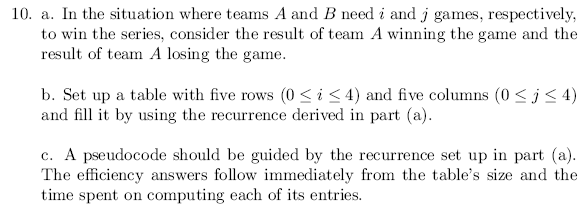 10. a. In the situation where teams A and B need i and j games, respectively,
to win the series, consider the result of team A winning the game and the
result of team A losing the game.
b. Set up a table with five rows (0 ≤ i ≤ 4) and five columns (0 ≤ j ≤ 4)
and fill it by using the recurrence derived in part (a).
c. A pseudocode should be guided by the recurrence set up in part (a).
The efficiency answers follow immediately from the table's size and the
time spent on computing each of its entries.